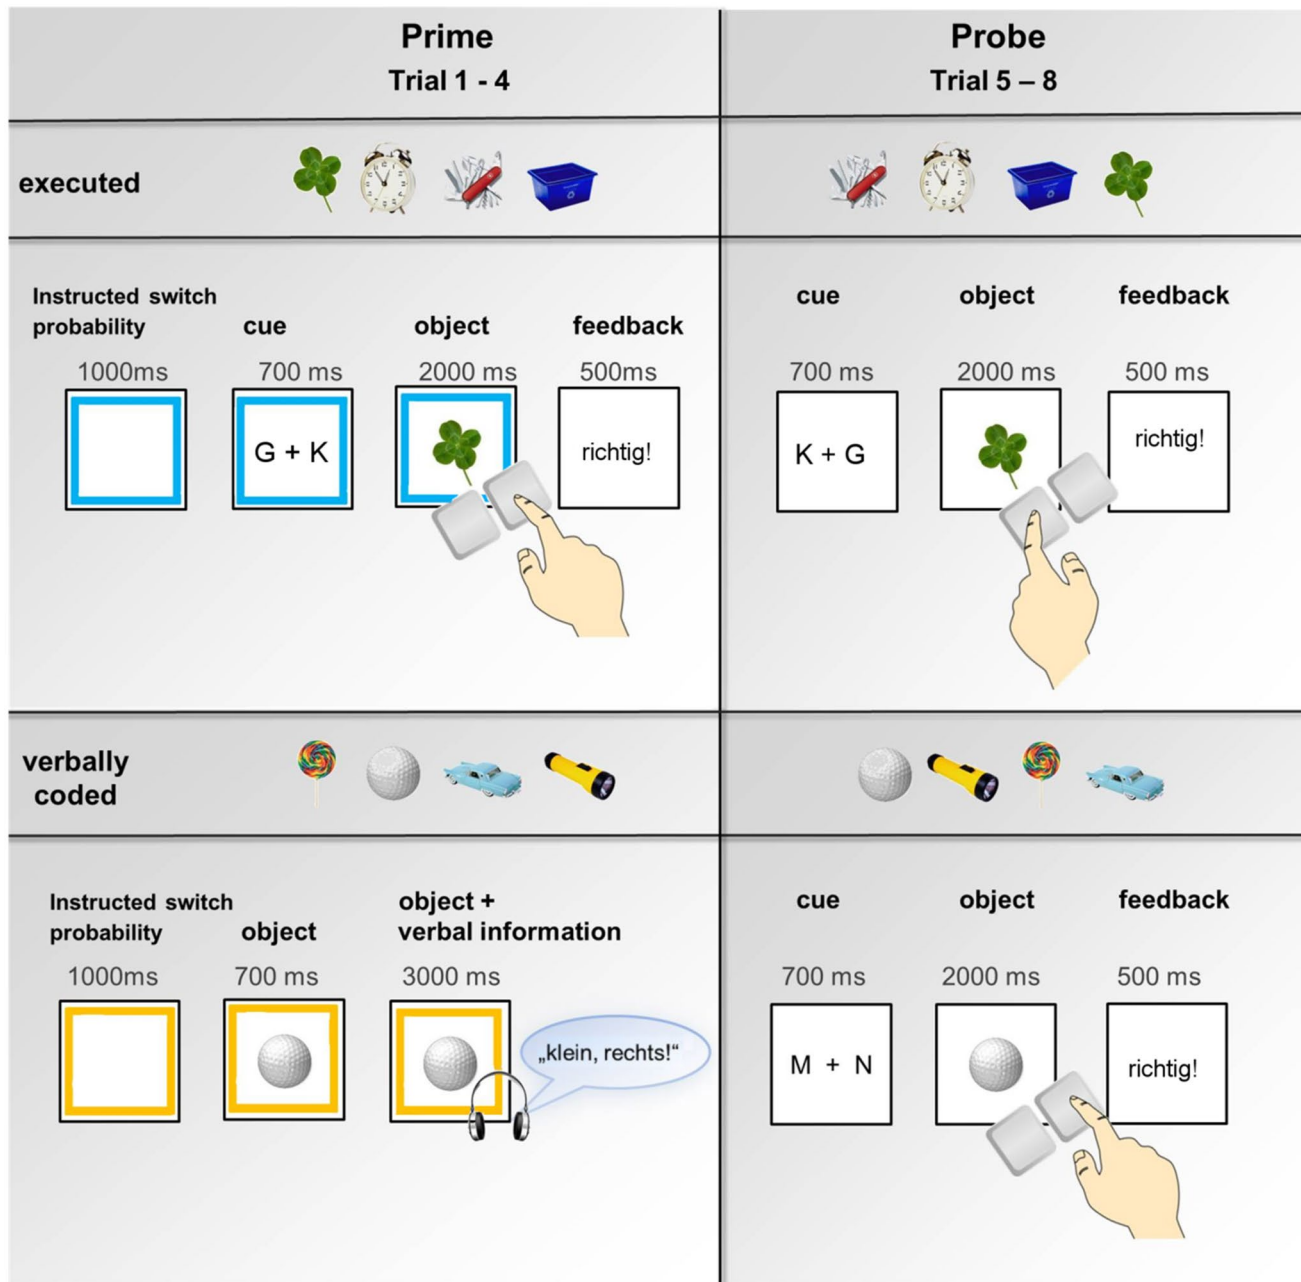 Prime
Trial 1 - 4
Probe
Trial 5 – 8
executed
Instructed switch
probability
cue
object
feedback
1000ms
700 ms
2000 ms
500ms
G + K
richtig!
cue
object
feedback
700 ms
2000 ms
500 ms
K + G
richtig!
verbally
coded
Instructed switch
probability
object
object +
verbal information
1000ms
700 ms
3000 ms
„klein, rechts!“
cue
object
feedback
700 ms
2000 ms
500 ms
M + N
richtig!